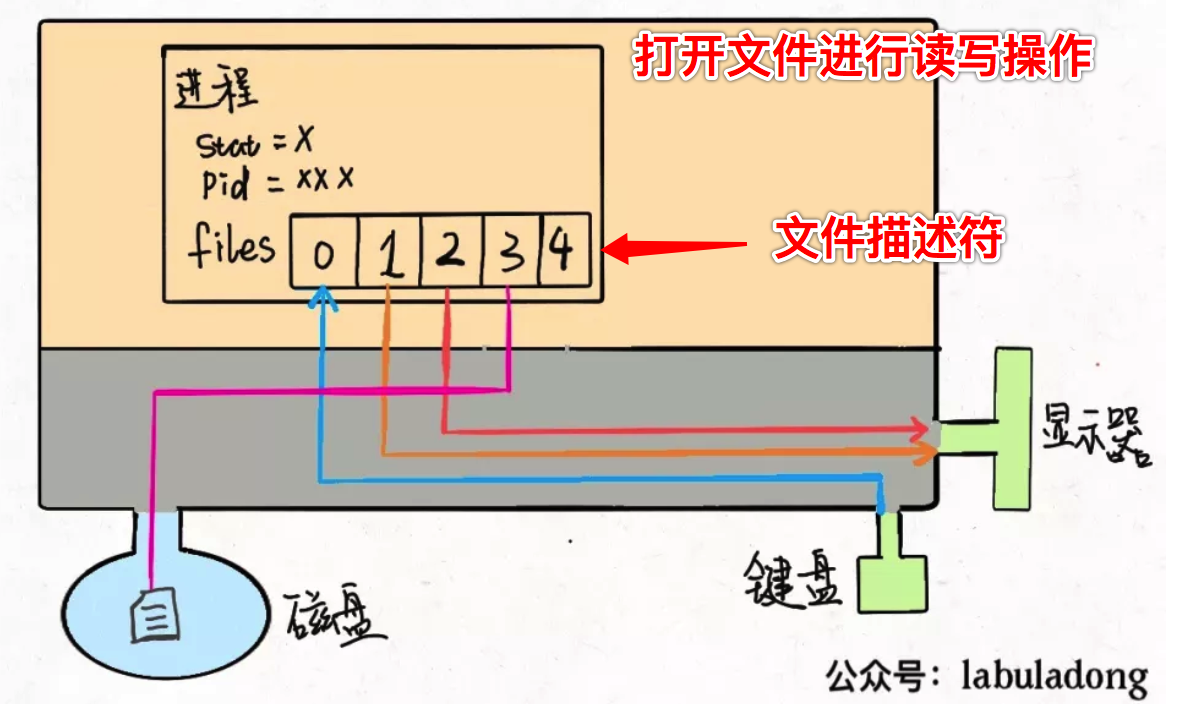 打开文件进行读写操作
进程
Stat = X
Pid = XXX
files 0 1 2 3 4
文件描述符
显示器
键盘
磁盘
公众号：labuladong